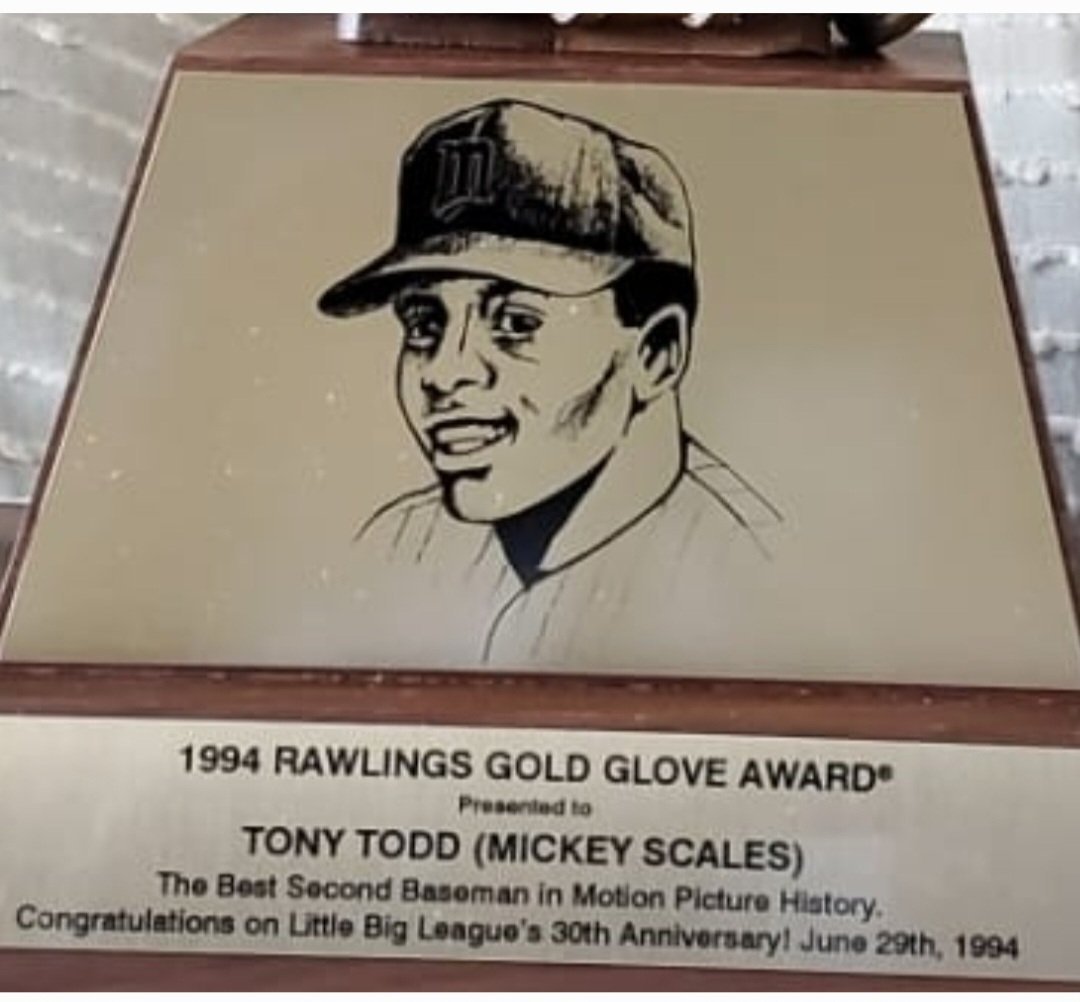 m
1994 RAWLINGS GOLD GLOVE AWARD®
Presented to
TONY TODD (MICKEY SCALES)
The Best Second Baseman in Motion Picture History.
Congratulations on Little Big League's 30th Anniversary! June 29th, 1994